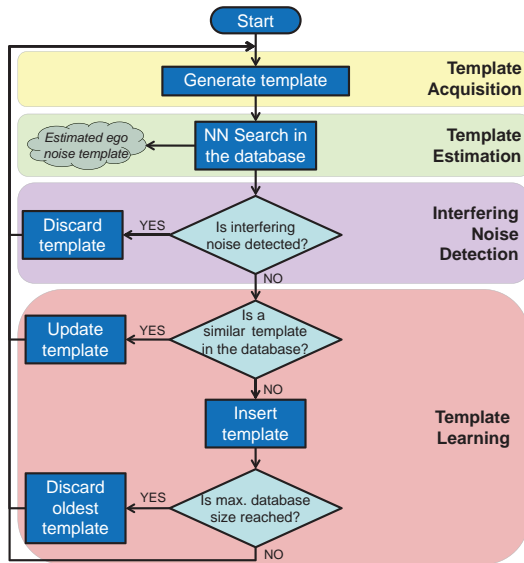 Start
Generate template
Template
Acquisition
Estimated ego
noise template
NN Search in
the database
Template
Estimation
Discard
template
YES
Is interfering
noise detected?
Interfering
Noise
Detection
NO
Update
template
YES
Is a
similar template
in the database?
NO
Insert
template
Template
Learning
Discard
oldest
template
YES
Is max. database
size reached?
NO